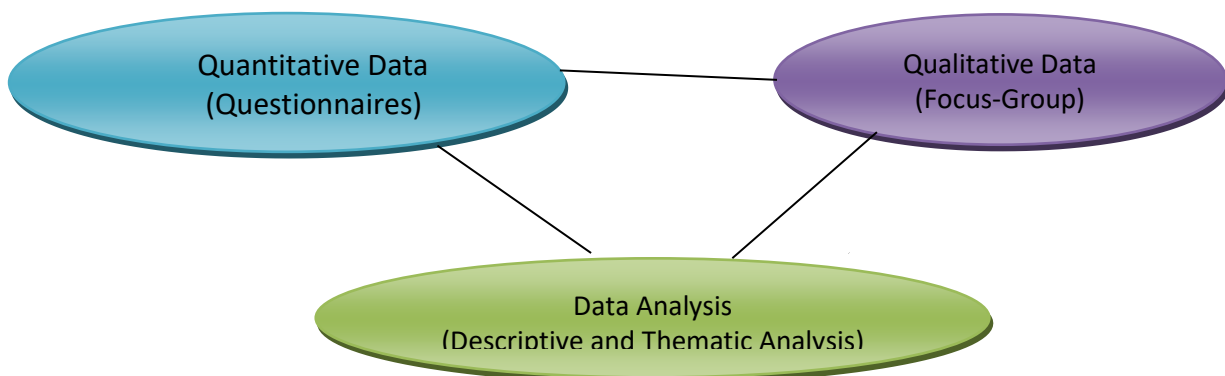 Quantitative Data
(Questionnaires)
Qualitative Data
(Focus-Group)
Data Analysis
(Descriptive and Thematic Analysis)